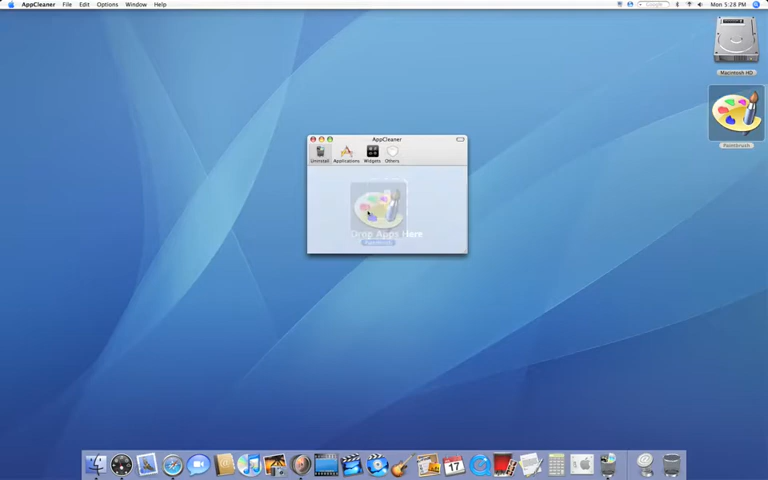 AppCleaner File Edit Options Window Help
Mon 5:28 PM
Macintosh HD
Paintbrush
AppCleaner
Uninstall Applications Widgets Others
Drop Apps Here
17